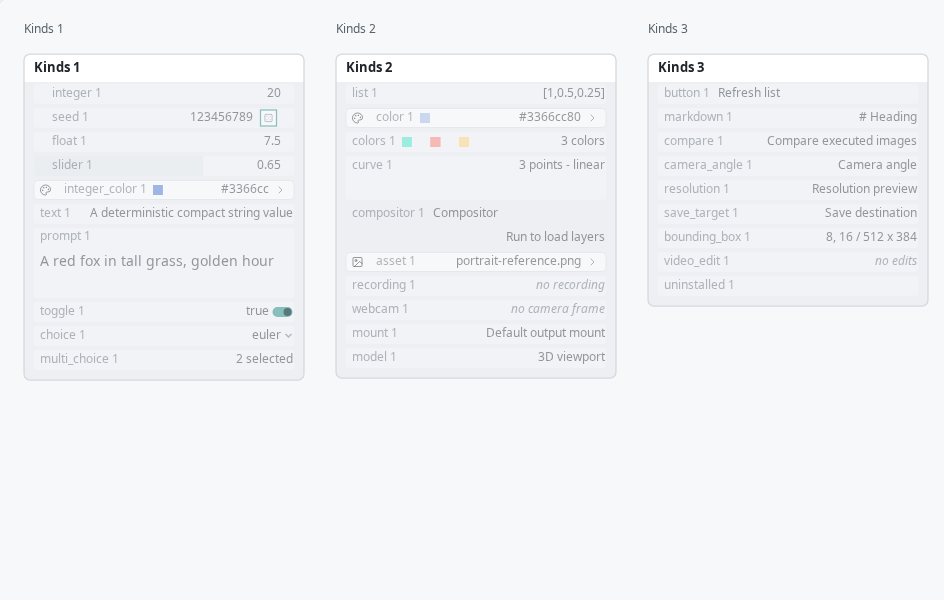 Kinds 1
Kinds 1
integer 1 20
seed 1 123456789
float 1 7.5
slider 1 0.65
integer_color 1 #3366cc
text 1 A deterministic compact string value
prompt 1
A red fox in tall grass, golden hour
toggle 1 true
choice 1 euler
multi_choice 1 2 selected
Kinds 2
Kinds 2
list 1 [1,0.5,0.25]
color 1 #3366cc80
colors 1 3 colors
curve 1 3 points - linear
compositor 1 Compositor
Run to load layers
asset 1 portrait-reference.png
recording 1 no recording
webcam 1 no camera frame
mount 1 Default output mount
model 1 3D viewport
Kinds 3
Kinds 3
button 1 Refresh list
markdown 1 # Heading
compare 1 Compare executed images
camera_angle 1 Camera angle
resolution 1 Resolution preview
save_target 1 Save destination
bounding_box 1 8, 16 / 512 x 384
video_edit 1 no edits
uninstalled 1